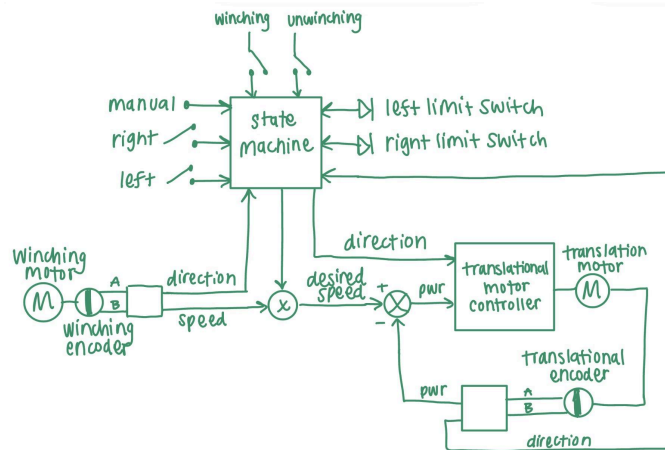 winching
unwinching
manual
right
left
state
machine
left limit switch
right limit switch
winching
motor
M
A
B
winching
encoder
direction
speed
x
desired
speed
+
-
pwr
direction
translational
motor
controller
translation
motor
M
translational
encoder
A
B
pwr
direction